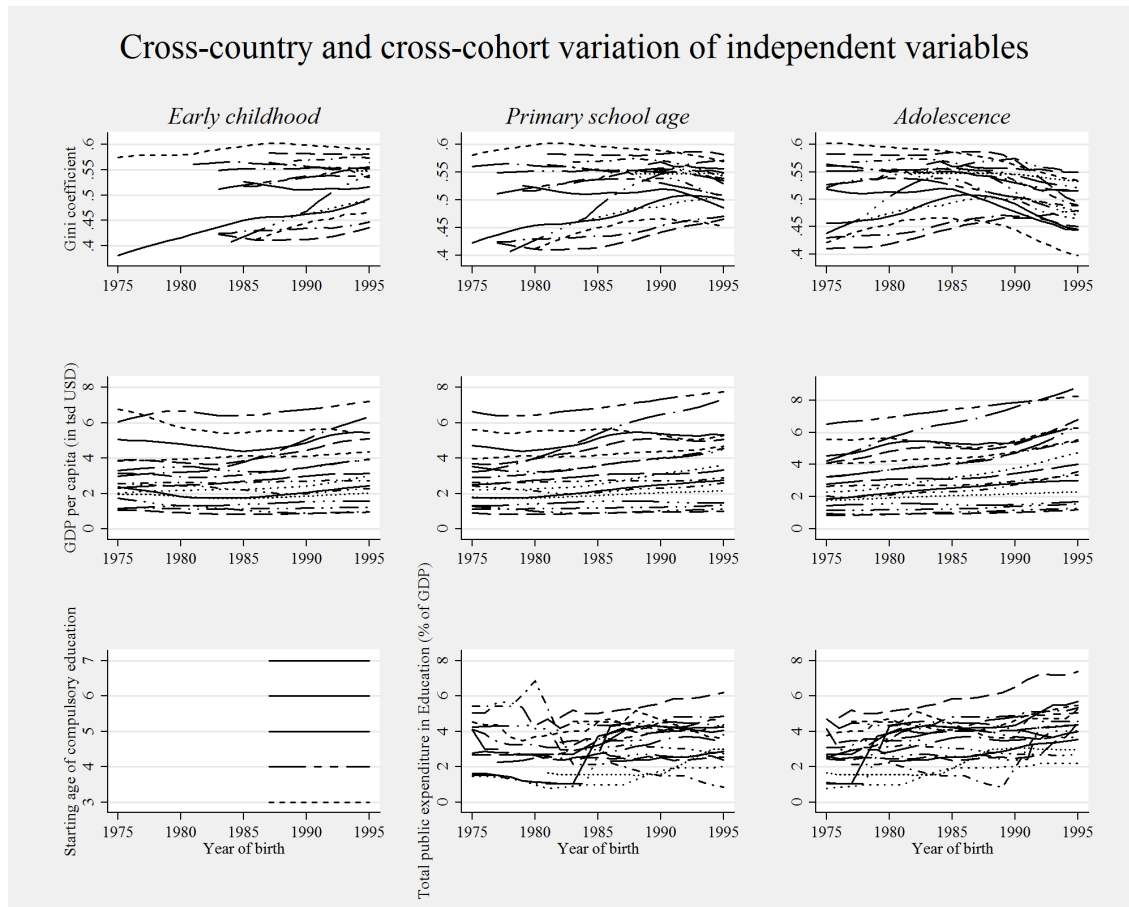 Cross-country and cross-cohort variation of independent variables
Early childhood
Primary school age
Adolescence
Gini coefficient
.4 .45 .5 .55 .6
1975 1980 1985 1990 1995
.4 .45 .5 .55 .6
1975 1980 1985 1990 1995
.4 .45 .5 .55 .6
1975 1980 1985 1990 1995
GDP per capita (in tsd USD)
0 2 4 6 8
1975 1980 1985 1990 1995
0 2 4 6 8
1975 1980 1985 1990 1995
0 2 4 6 8
1975 1980 1985 1990 1995
Starting age of compulsory education
3 4 5 6 7
1975 1980 1985 1990 1995
Year of birth
Total public expenditure in Education (% of GDP)
0 2 4 6 8
1975 1980 1985 1990 1995
Year of birth
0 2 4 6 8
1975 1980 1985 1990 1995
Year of birth